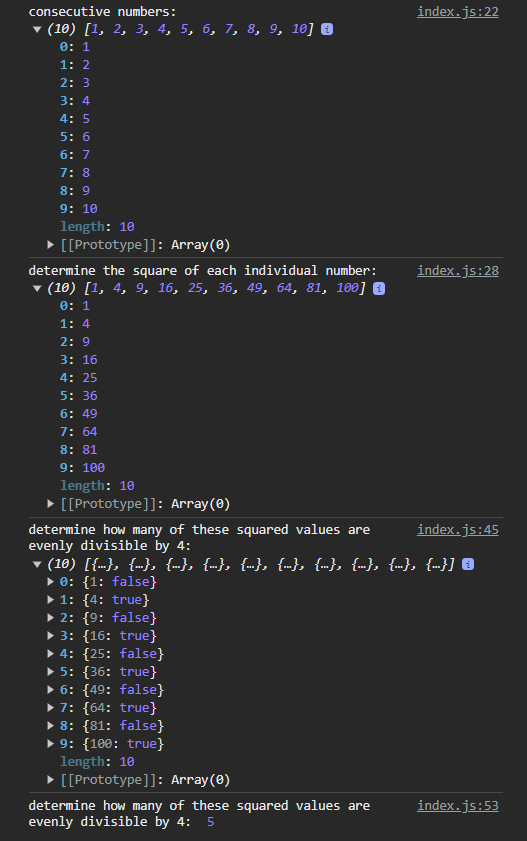 consecutive numbers: index.js:22
▼ (10) [1, 2, 3, 4, 5, 6, 7, 8, 9, 10] i
0: 1
1: 2
2: 3
3: 4
4: 5
5: 6
6: 7
7: 8
8: 9
9: 10
length: 10
▶ [[Prototype]]: Array(0)
determine the square of each individual number: index.js:28
▼ (10) [1, 4, 9, 16, 25, 36, 49, 64, 81, 100] i
0: 1
1: 4
2: 9
3: 16
4: 25
5: 36
6: 49
7: 64
8: 81
9: 100
length: 10
▶ [[Prototype]]: Array(0)
determine how many of these squared values are index.js:45
evenly divisible by 4:
▼ (10) [{…}, {…}, {…}, {…}, {…}, {…}, {…}, {…}, {…}, {…}] i
▶ 0: {1: false}
▶ 1: {4: true}
▶ 2: {9: false}
▶ 3: {16: true}
▶ 4: {25: false}
▶ 5: {36: true}
▶ 6: {49: false}
▶ 7: {64: true}
▶ 8: {81: false}
▶ 9: {100: true}
length: 10
▶ [[Prototype]]: Array(0)
determine how many of these squared values are index.js:53
evenly divisible by 4: 5